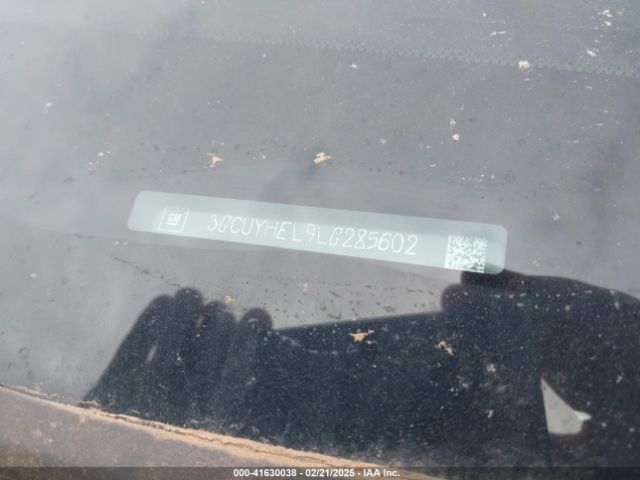 GM 3GCUYHEL9LG285602
000-41630038 - 02/21/2025 - IAA Inc.